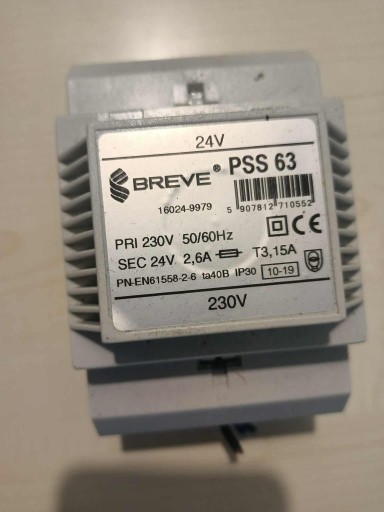 24V
BREVE® PSS 63
16024-9979
5 907812 710552
PRI 230V 50/60Hz
CE
SEC 24V 2,6A T3,15A
PN-EN61558-2-6 ta40B IP30 10-19
230V